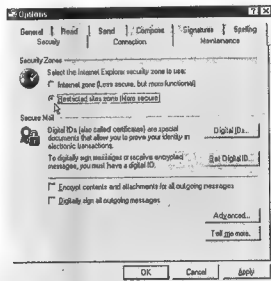 Options
General Read Send Compose Signatures Spelling
Security Connection Maintenance
Security Zones
Select the Internet Explorer security zone to use:
Internet zone (Less secure, but more functional)
Restricted sites zone (More secure)
Secure Mail
Digital IDs (also called certificates) are special
documents that allow you to prove your identity in
electronic transactions.
Digital IDs...
To digitally sign messages or receive encrypted
messages, you must have a digital ID.
Get Digital ID...
Encrypt contents and attachments for all outgoing messages
Digitally sign all outgoing messages
Advanced...
Tell me more...
OK Cancel Apply